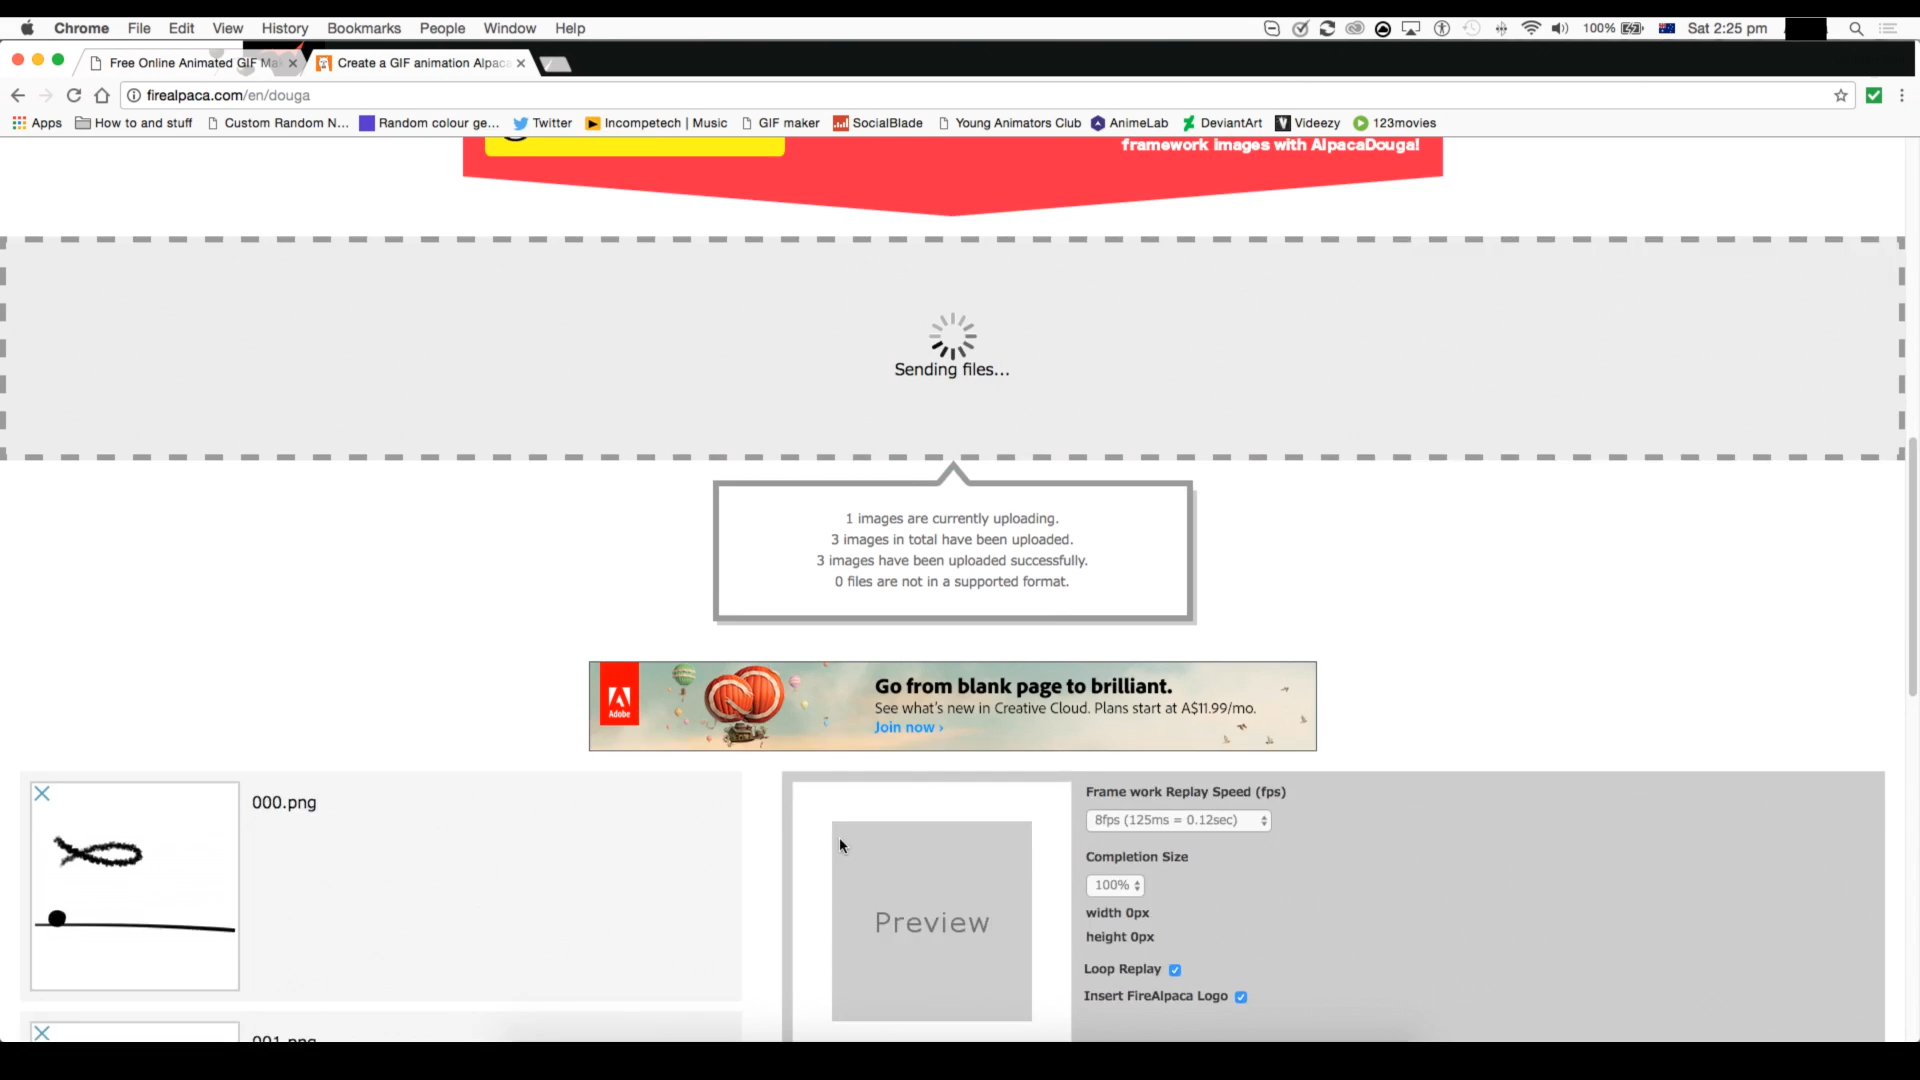 Chrome File Edit View History Bookmarks People Window Help 100% Sat 2:25 pm
Free Online Animated GIF Ma Create a GIF animation Alpaca
firealpaca.com/en/douga
Apps How to and stuff Custom Random N... Random colour ge... Twitter Incompetech | Music GIF maker SocialBlade Young Animators Club AnimeLab DeviantArt Videezy 123movies
framework images with AlpacaDouga!
Sending files...
1 images are currently uploading.
3 images in total have been uploaded.
3 images have been uploaded successfully.
0 files are not in a supported format.
Adobe
Go from blank page to brilliant.
See what's new in Creative Cloud. Plans start at A$11.99/mo.
Join now ›
000.png
Preview
Frame work Replay Speed (fps)
8fps (125ms = 0.12sec)
Completion Size
100%
width 0px
height 0px
Loop Replay
Insert FireAlpaca Logo
001.png